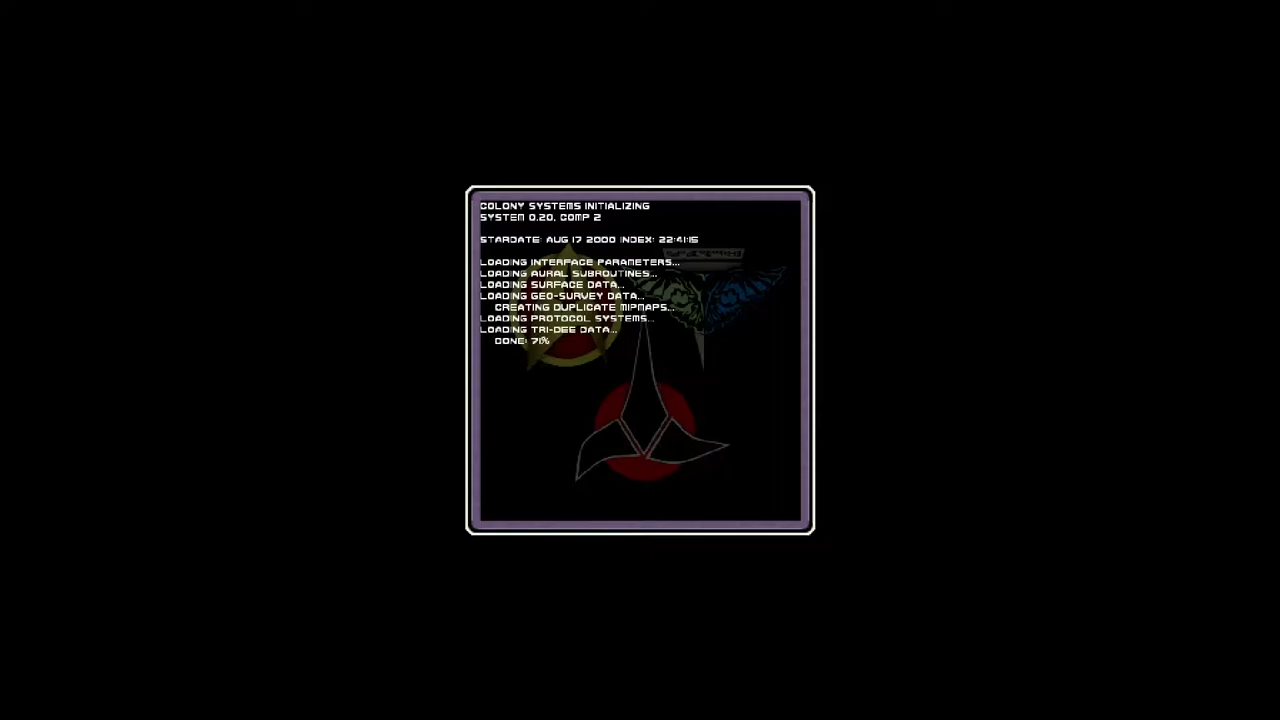 COLONY SYSTEMS INITIALIZING
SYSTEM 0.20, COMP 2
STARDATE: AUG 17 2000 INDEX: 22:41:15
LOADING INTERFACE PARAMETERS...
LOADING AURAL SUBROUTINES...
LOADING SURFACE DATA...
LOADING GEO-SURVEY DATA...
CREATING DUPLICATE MIPMAPS...
LOADING PROTOCOL SYSTEMS...
LOADING TRI-DEE DATA...
DONE: 71%